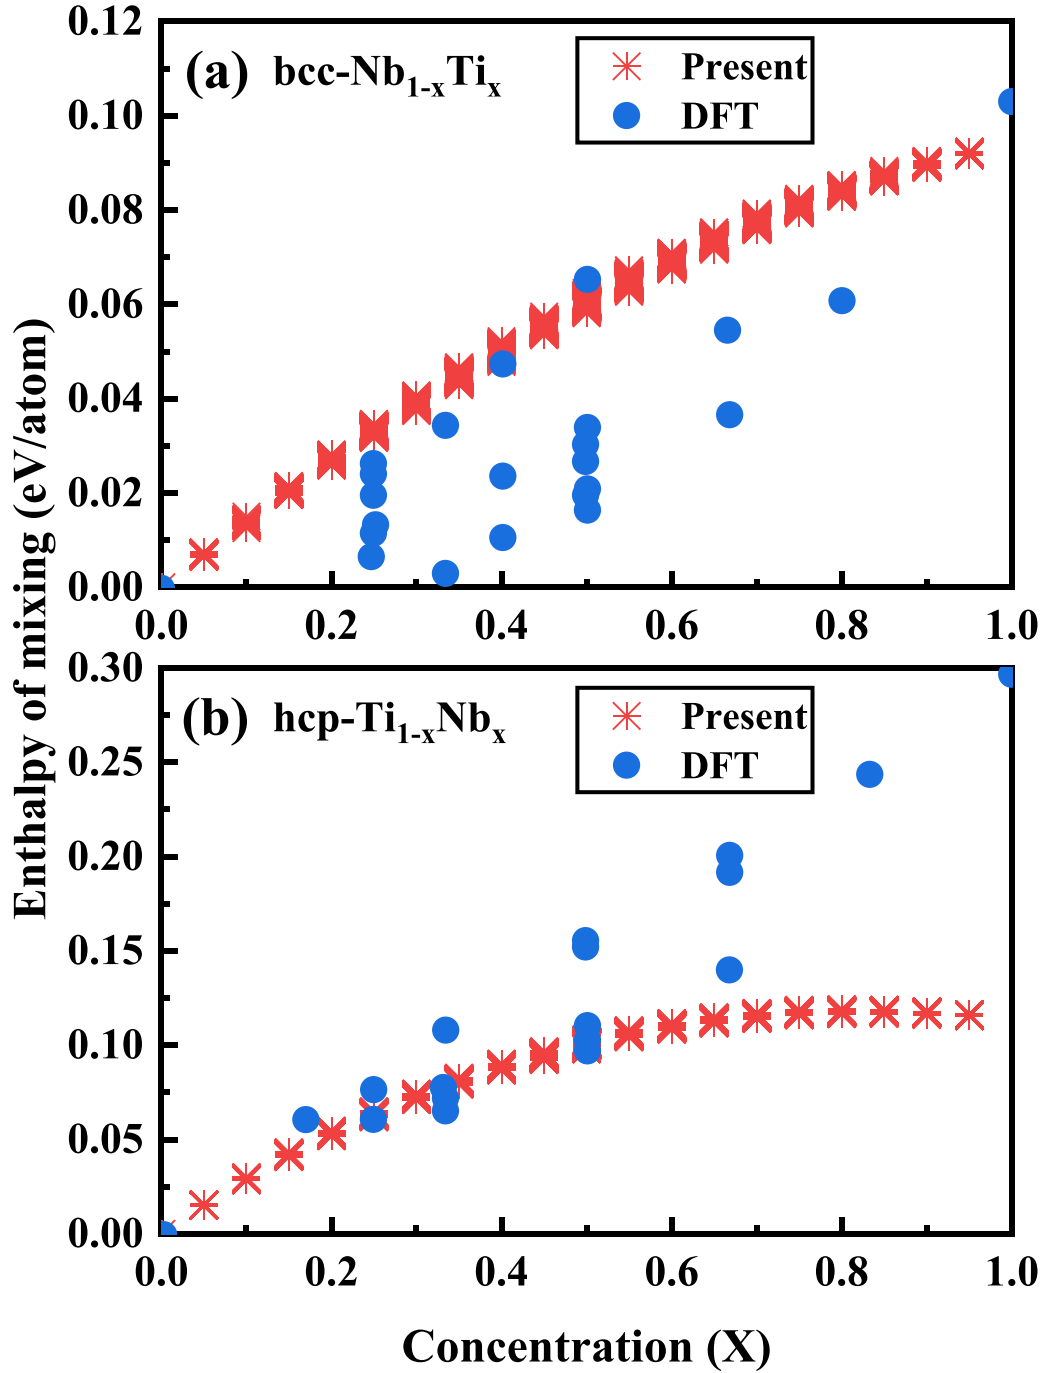 Enthalpy of mixing (eV/atom)
(a) bcc-Nb1-xTix
Present
DFT
0.12
0.10
0.08
0.06
0.04
0.02
0.00
0.0 0.2 0.4 0.6 0.8 1.0
(b) hcp-Ti1-xNbx
Present
DFT
0.30
0.25
0.20
0.15
0.10
0.05
0.00
0.0 0.2 0.4 0.6 0.8 1.0
Concentration (X)